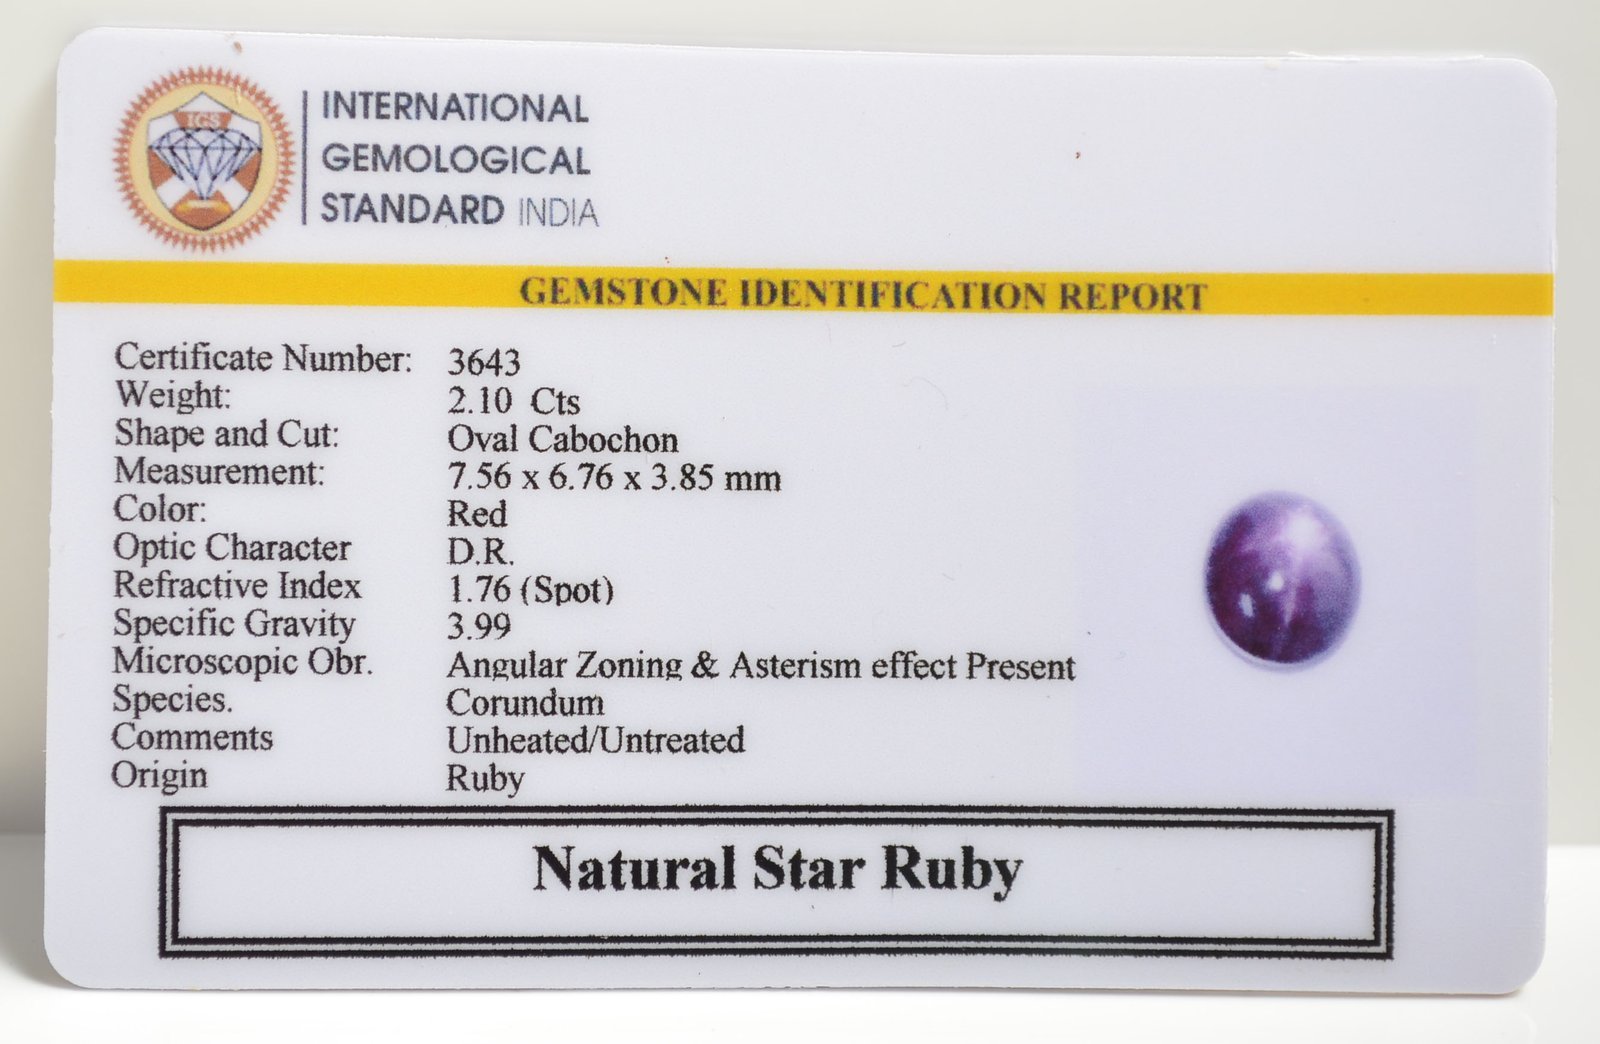 IGS
INTERNATIONAL
GEMOLOGICAL
STANDARD INDIA
GEMSTONE IDENTIFICATION REPORT
Certificate Number: 3643
Weight: 2.10 Cts
Shape and Cut: Oval Cabochon
Measurement: 7.56 x 6.76 x 3.85 mm
Color: Red
Optic Character D.R.
Refractive Index 1.76 (Spot)
Specific Gravity 3.99
Microscopic Obr. Angular Zoning & Asterism effect Present
Species. Corundum
Comments Unheated/Untreated
Origin Ruby
Natural Star Ruby